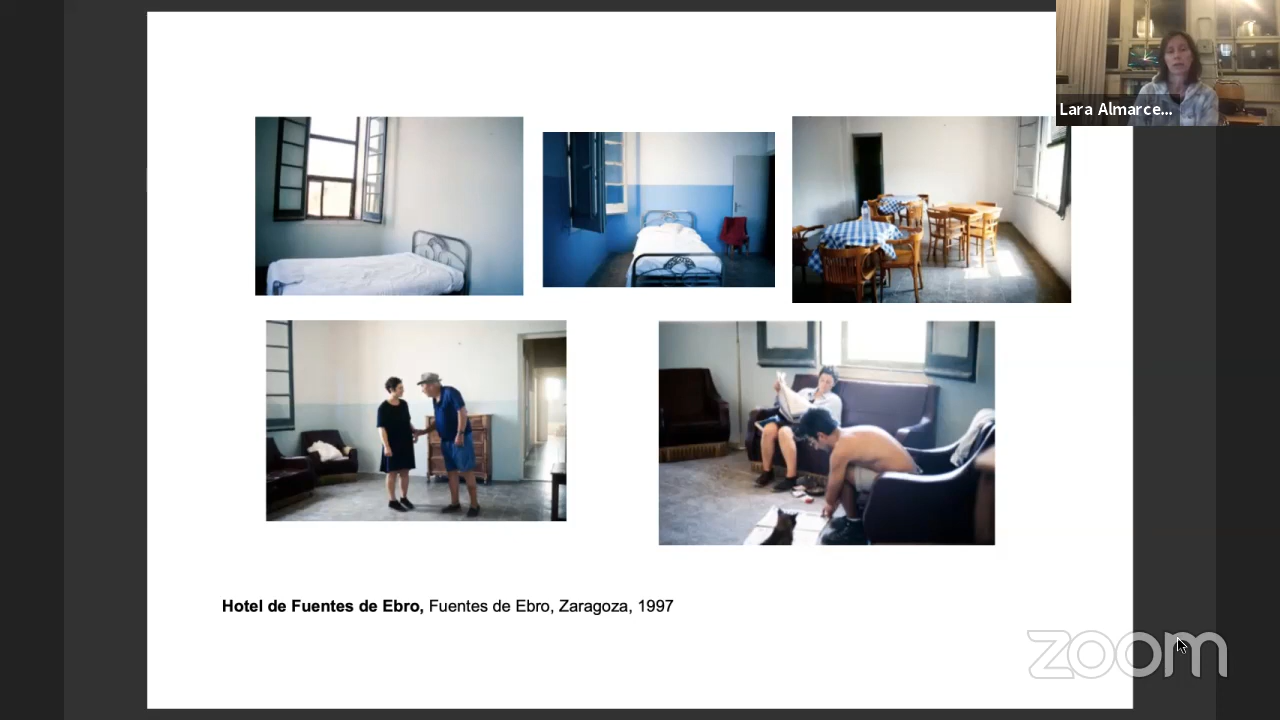 Lara Almarce...
Hotel de Fuentes de Ebro, Fuentes de Ebro, Zaragoza, 1997
zoom